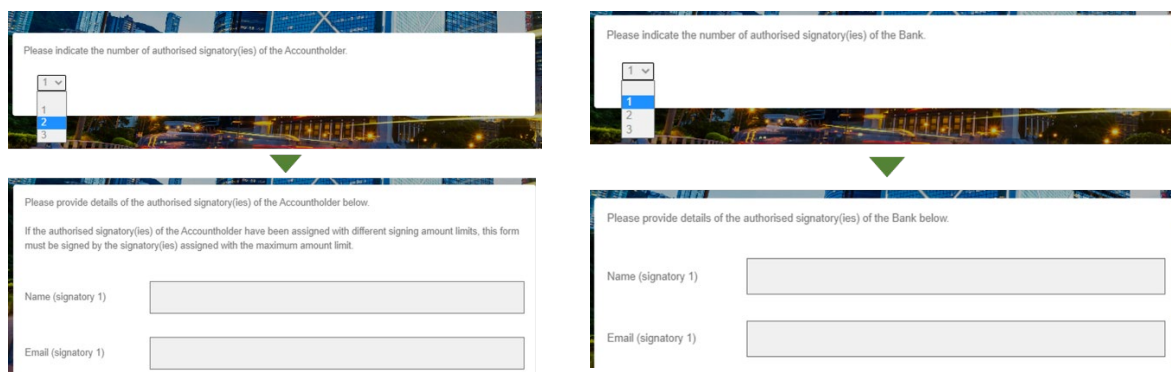 Please indicate the number of authorised signatory(ies) of the Accountholder.
1
1
2
3
Please provide details of the authorised signatory(ies) of the Accountholder below.
If the authorised signatory(ies) of the Accountholder have been assigned with different signing amount limits, this form
must be signed by the signatory(ies) assigned with the maximum amount limit.
Name (signatory 1)
Email (signatory 1)
Please indicate the number of authorised signatory(ies) of the Bank.
1
1
2
3
Please provide details of the authorised signatory(ies) of the Bank below.
Name (signatory 1)
Email (signatory 1)